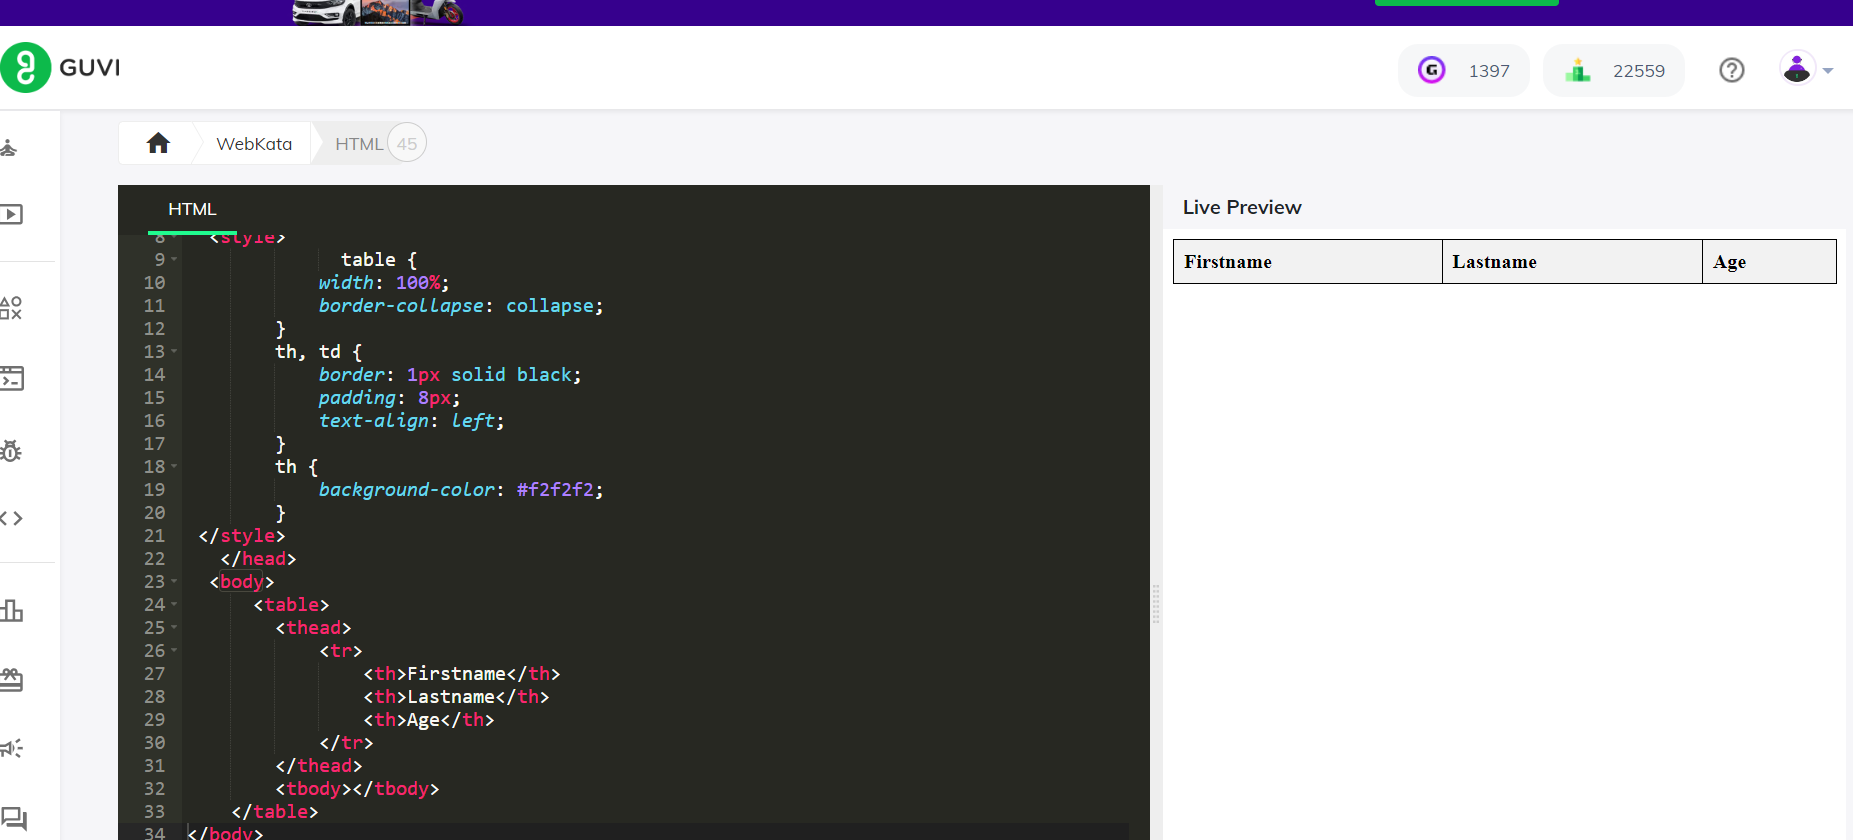 GUVI
1397
22559
WebKata
HTML
45
HTML
Live Preview
8 <style>
9 table {
10 width: 100%;
11 border-collapse: collapse;
12 }
13 th, td {
14 border: 1px solid black;
15 padding: 8px;
16 text-align: left;
17 }
18 th {
19 background-color: #f2f2f2;
20 }
21 </style>
22 </head>
23 <body>
24 <table>
25 <thead>
26 <tr>
27 <th>Firstname</th>
28 <th>Lastname</th>
29 <th>Age</th>
30 </tr>
31 </thead>
32 <tbody></tbody>
33 </table>
34 </body>
Firstname Lastname Age